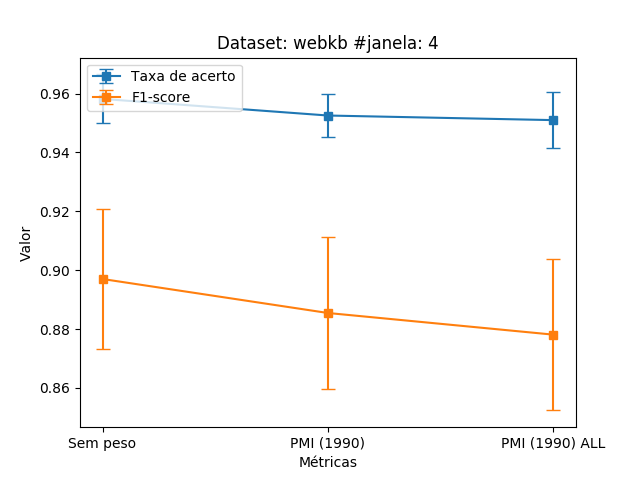 Dataset: webkb #janela: 4
Taxa de acerto
F1-score
0.96
0.94
0.92
0.90
0.88
0.86
Valor
Sem peso
PMI (1990)
PMI (1990) ALL
Métricas